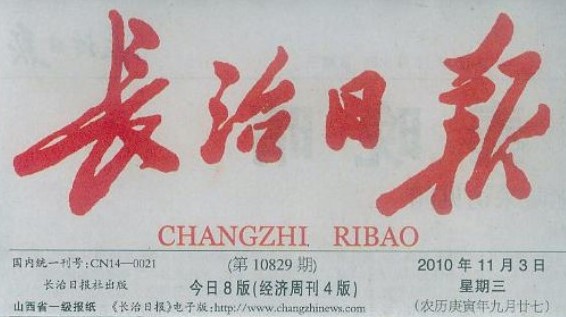 长治日报
CHANGZHI RIBAO
国内统一刊号:CN14—0021
长治日报社出版
山西省一级报纸 《长治日报》电子版:http://www.changzhinews.com
(第10829期)
今日8版(经济周刊4版)
2010年11月3日
星期三
(农历庚寅年九月廿七)